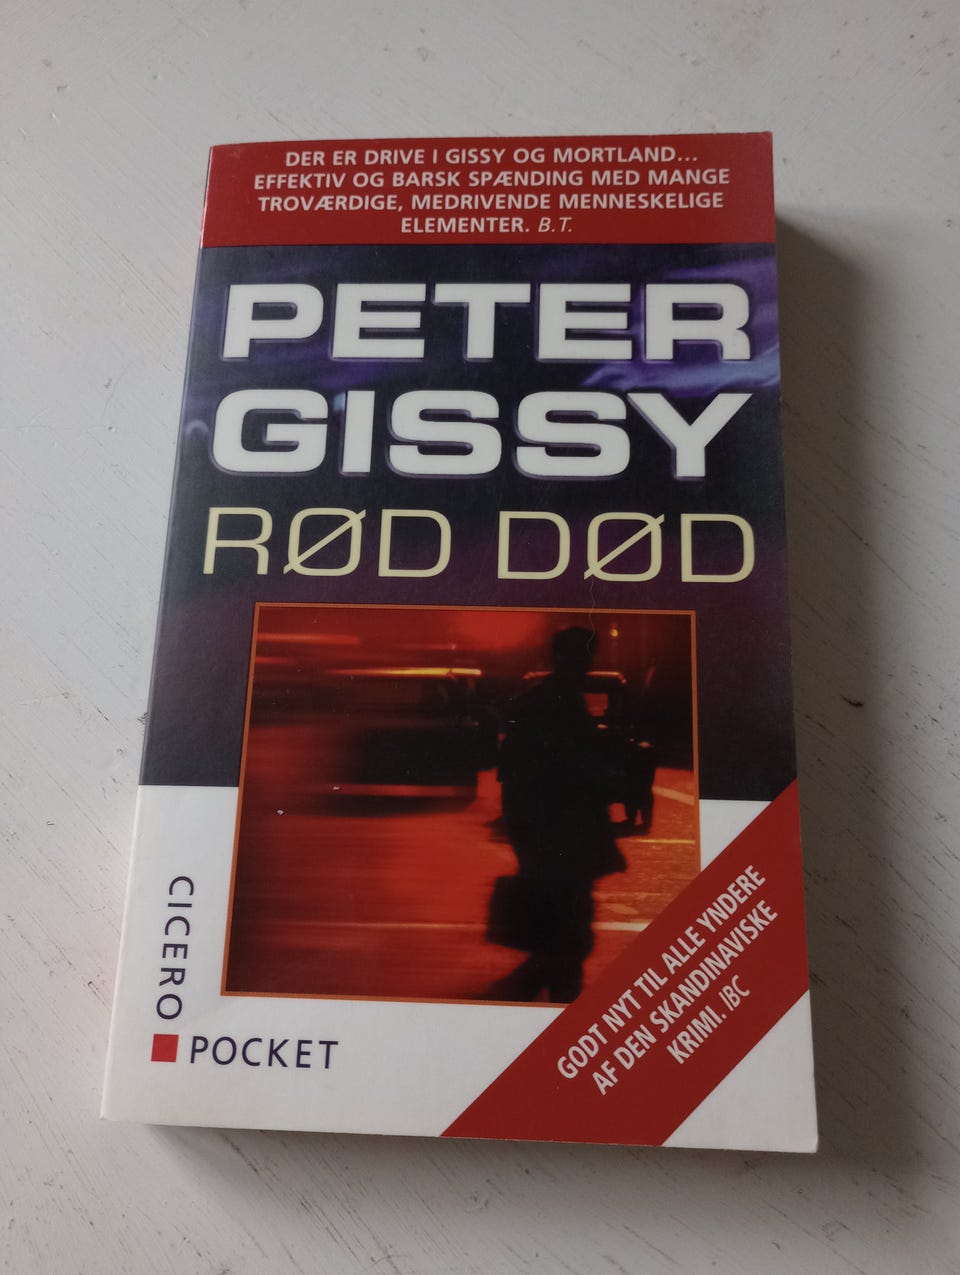 DER ER DRIVE I GISSY OG MORTLAND...
EFFEKTIV OG BARSK SPÆNDING MED MANGE
TROVÆRDIGE, MEDRIVENDE MENNESKELIGE
ELEMENTER. B.T.
PETER
GISSY
RØD DØD
CICERO
POCKET
GODT NYT TIL ALLE YNDERE
AF DEN SKANDINAVISKE
KRIMI. IBC